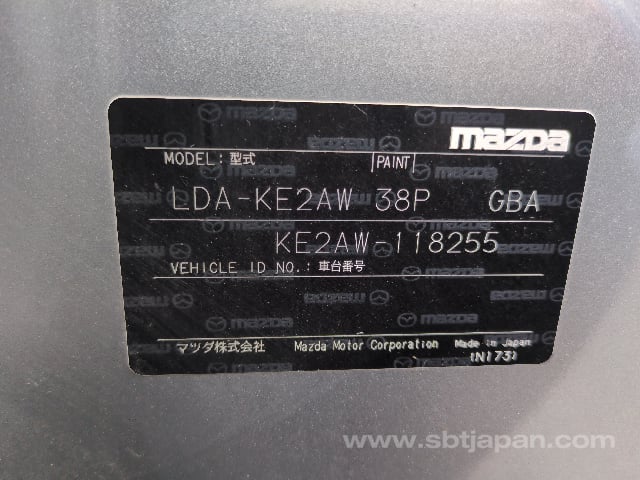 mazda
MODEL : 型式 PAINT
LDA-KE2AW 38P GBA
KE2AW-118255
VEHICLE ID NO. : 車台番号
マツダ株式会社 Mazda Motor Corporation Made in Japan
1N1731
www.sbtjapan.com